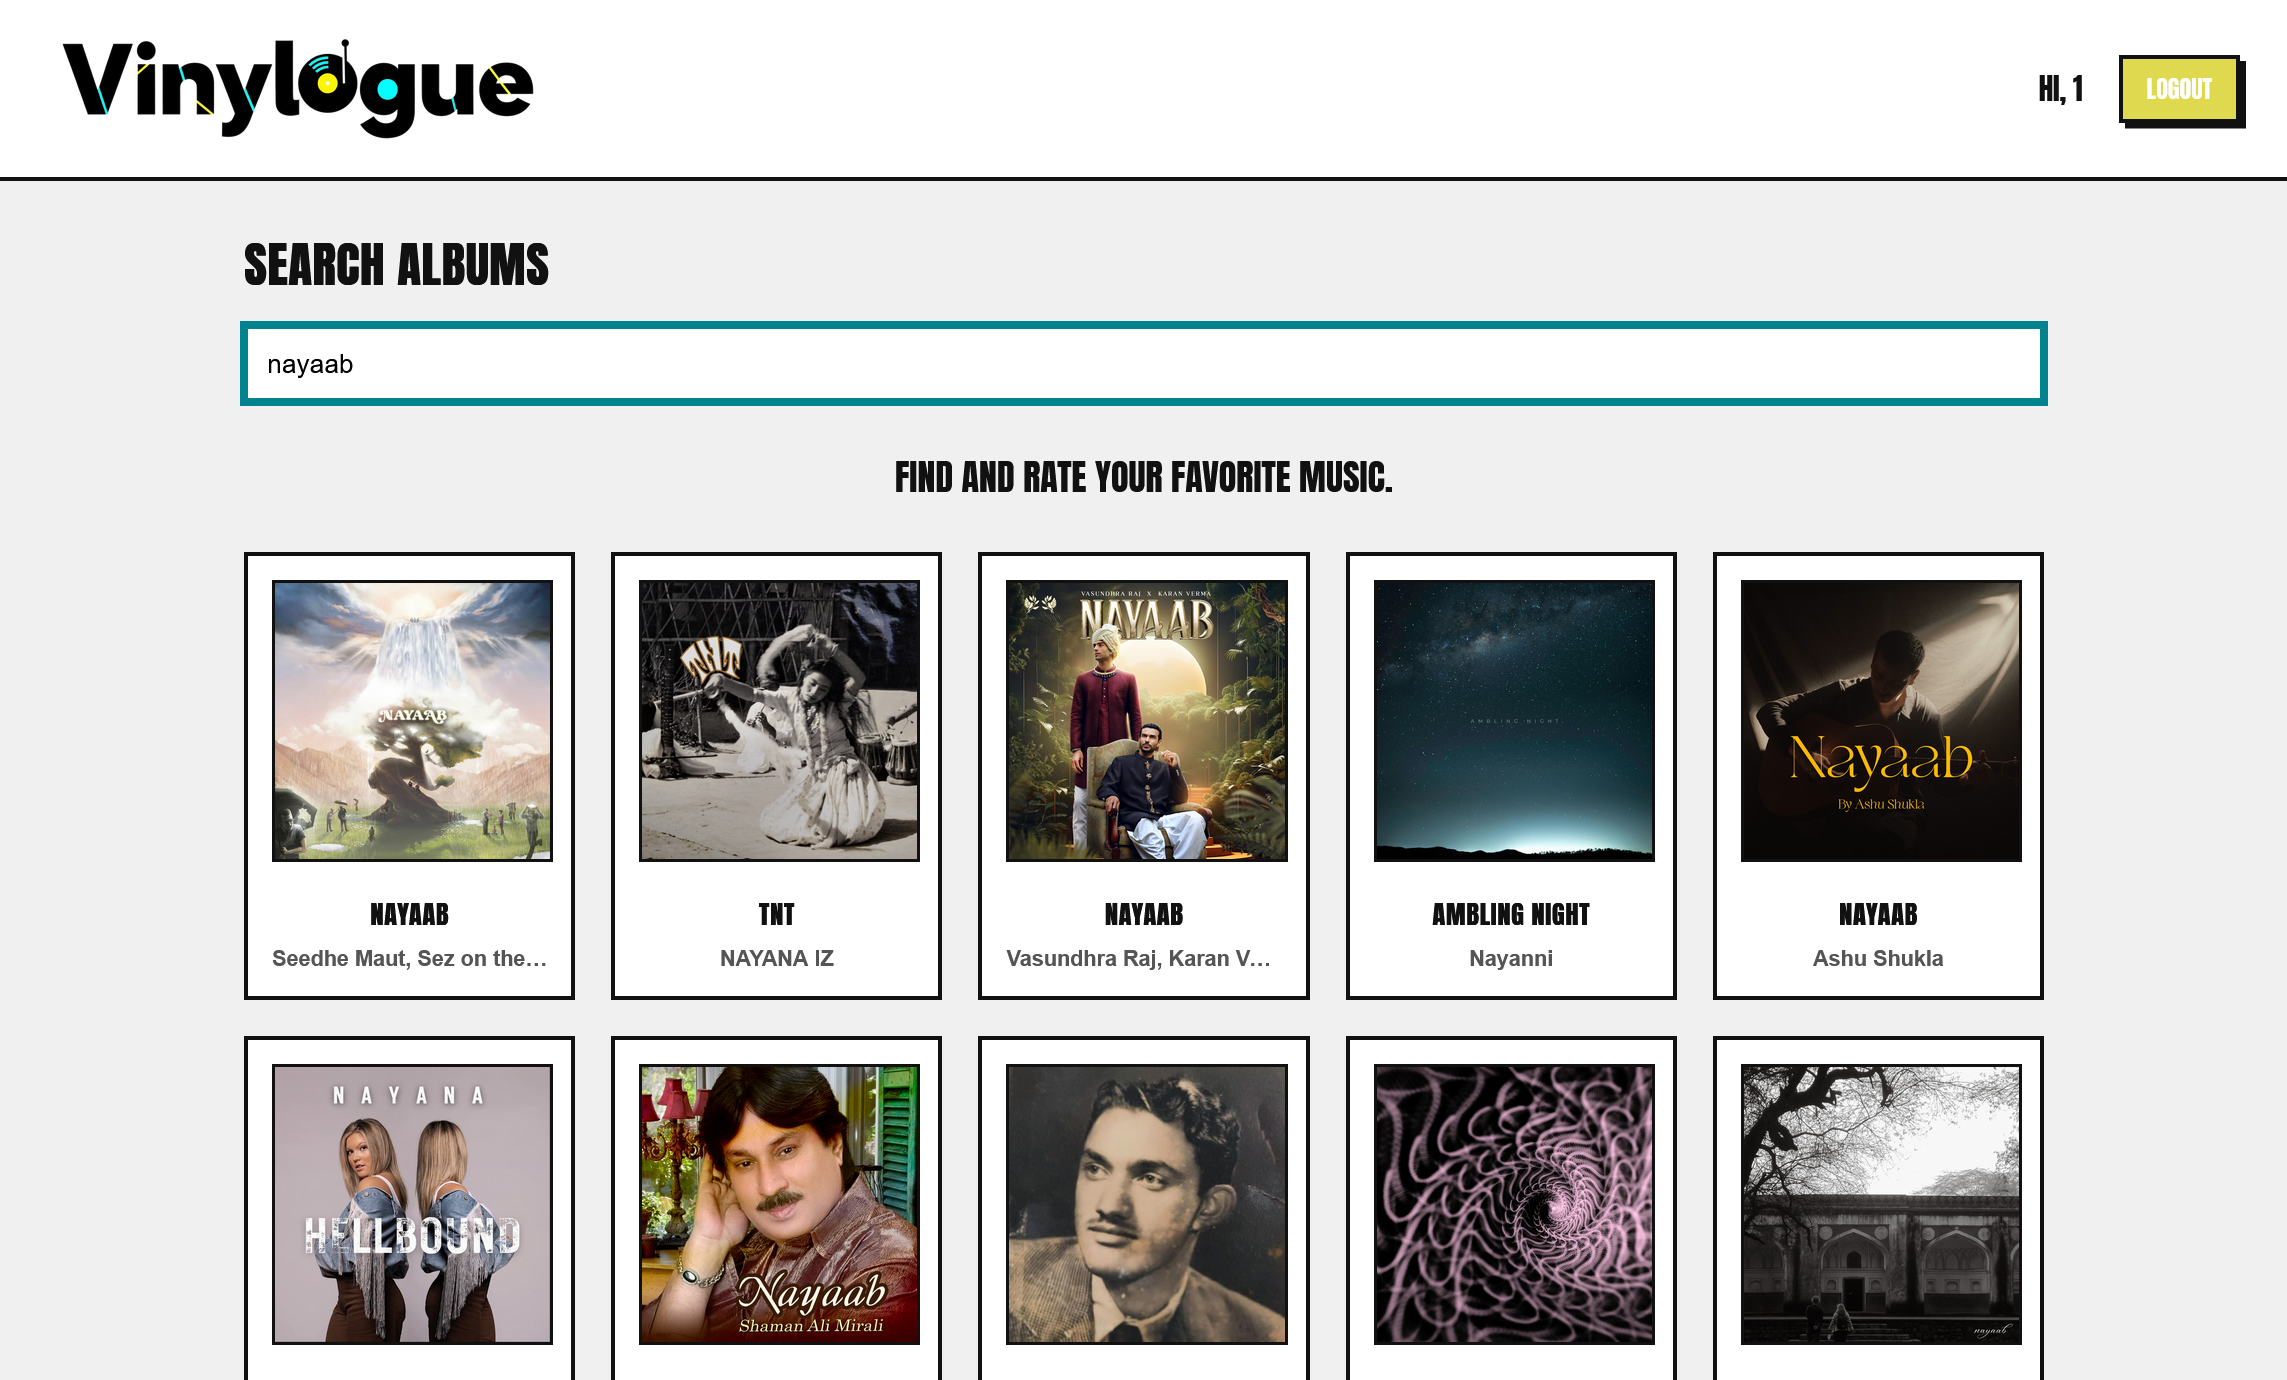 Vinylogue
HI, 1
LOGOUT
SEARCH ALBUMS
nayaab
FIND AND RATE YOUR FAVORITE MUSIC.
NAYAAB
TNT
VASUNDHRA RAJ X KARAN VERMA
NAYAAB
AMBLING NIGHT
Nayaab
By Ashu Shukla
NAYAAB
TNT
NAYAAB
AMBLING NIGHT
NAYAAB
Seedhe Maut, Sez on the...
NAYANA IZ
Vasundhra Raj, Karan V...
Nayanni
Ashu Shukla
NAYANA
HELLBOUND
Nayaab
Shaman Ali Mirali
nayaab